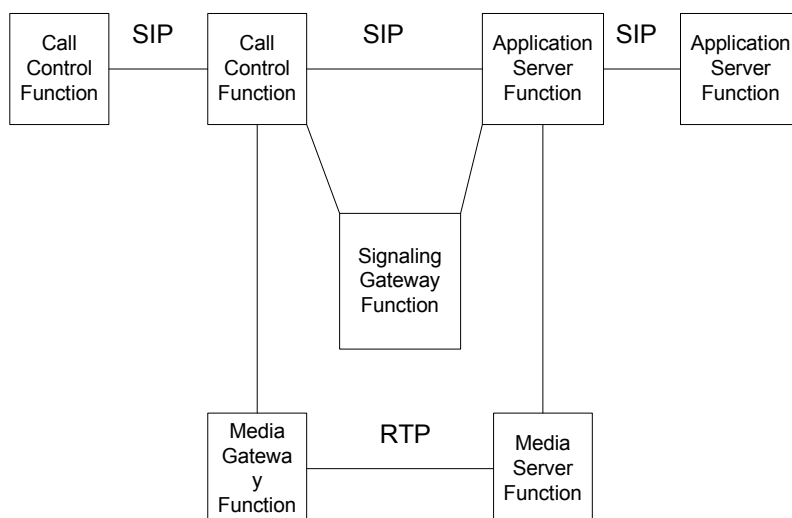 SIP
SIP
SIP
Call
Control
Function
Call
Control
Function
Application
Server
Function
Application
Server
Function
Signaling
Gateway
Function
RTP
Media
Gatewa
y
Function
Media
Server
Function